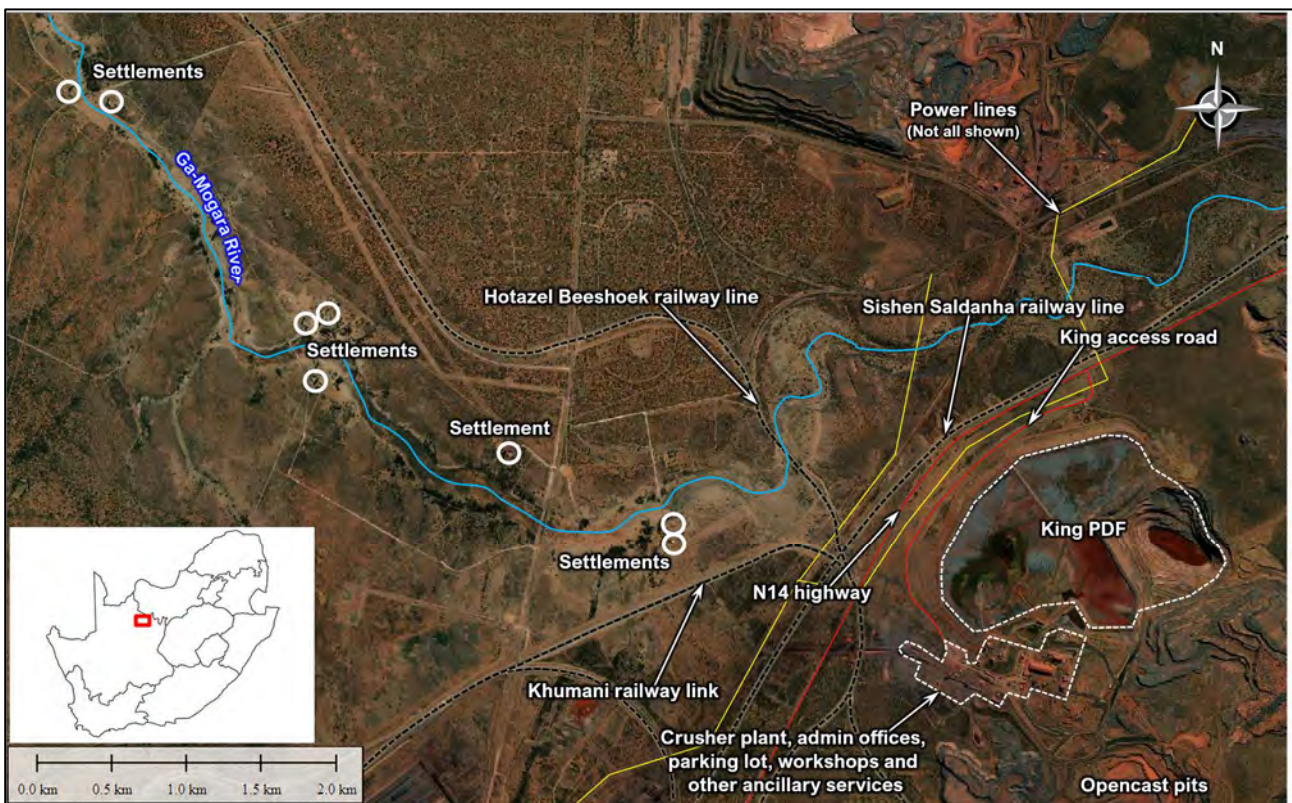 Settlements
N
Power lines
(Not all shown)
Ga-Mogara River
Hotazel Beeshoek railway line
Sishen Saldanha railway line
King access road
Settlements
Settlement
King PDF
Settlements
N14 highway
Khumani railway link
Crusher plant, admin offices,
parking lot, workshops and
other ancillary services
Opencast pits
0.0 km 0.5 km 1.0 km 1.5 km 2.0 km